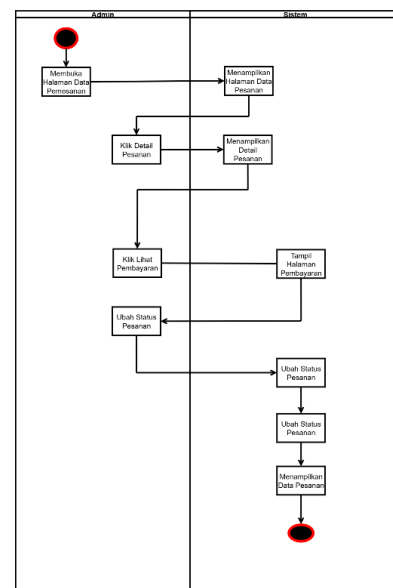 Admin
Sistem
Membuka
Halaman Data
Pemesanan
Menampilkan
Halaman Data
Pesanan
Klik Detail
Pesanan
Menampilkan
Detail
Pesanan
Klik Lihat
Pembayaran
Tampil
Halaman
Pembayaran
Ubah Status
Pesanan
Ubah Status
Pesanan
Ubah Status
Pesanan
Menampilkan
Data Pesanan